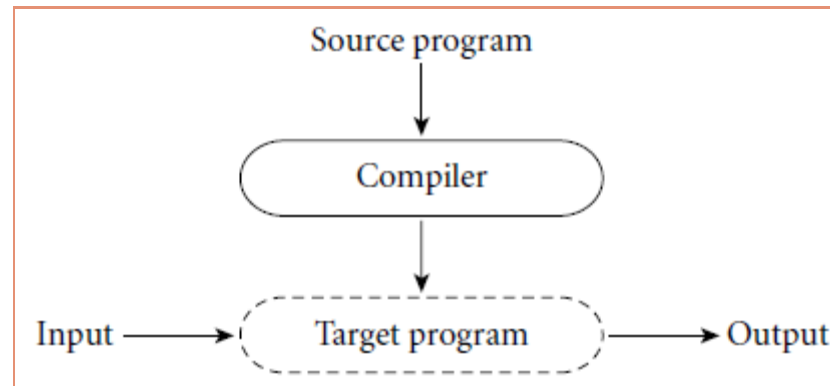 Source program
Compiler
Input
Target program
Output